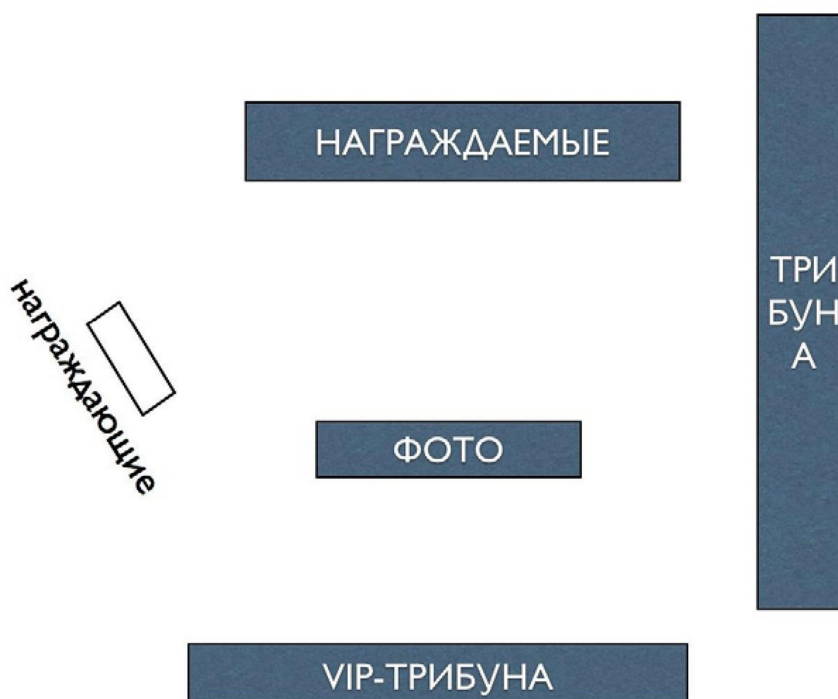 НАГРАЖДАЕМЫЕ
ТРИ
БУН
А
награждающие
ФОТО
VIP-ТРИБУНА